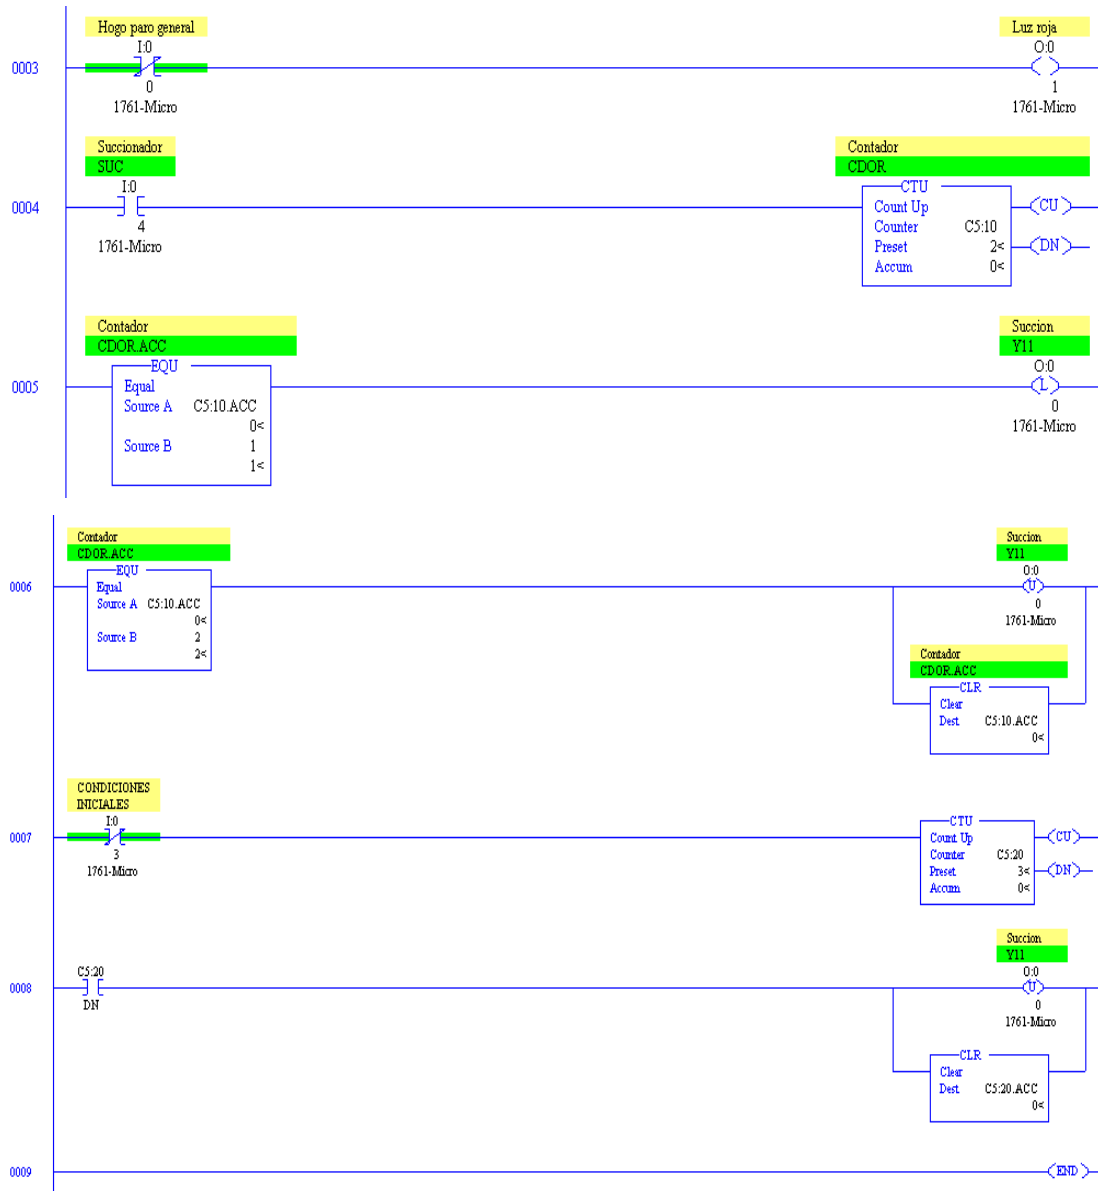 Hogo paro general
I:0
0003
0
1761-Micro
Luz roja
O:0
1
1761-Micro
Succionador
SUC
I:0
0004
4
1761-Micro
Contador
CDOR
CTU
Count Up
Counter C5:10
Preset 2<
Accum 0<
CU
DN
Contador
CDOR.ACC
EQU
0005
Equal
Source A C5:10.ACC
0<
Source B 1
1<
Succion
Y11
O:0
L
0
1761-Micro
Contador
CDOR.ACC
EQU
0006
Equal
Source A C5:10.ACC
0<
Source B 2
2<
Succion
Y11
O:0
U
0
1761-Micro
Contador
CDOR.ACC
CLR
Clear
Dest C5:10.ACC
0<
CONDICIONES
INICIALES
I:0
0007
3
1761-Micro
CTU
Count Up
Counter C5:20
Preset 3<
Accum 0<
CU
DN
C5:20
0008
DN
Succion
Y11
O:0
U
0
1761-Micro
CLR
Clear
Dest C5:20.ACC
0<
0009
END